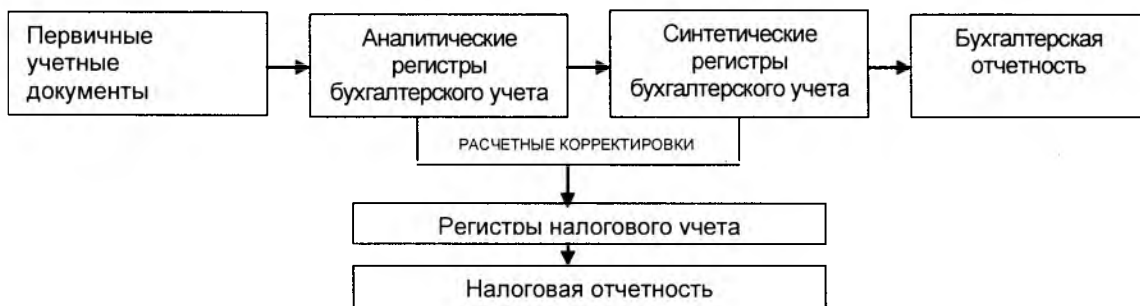 Первичные
учетные
документы
Аналитические
регистры
бухгалтерского учета
Синтетические
регистры
бухгалтерского учета
Бухгалтерская
отчетность
РАСЧЕТНЫЕ КОРРЕКТИРОВКИ
Регистры налогового учета
Налоговая отчетность